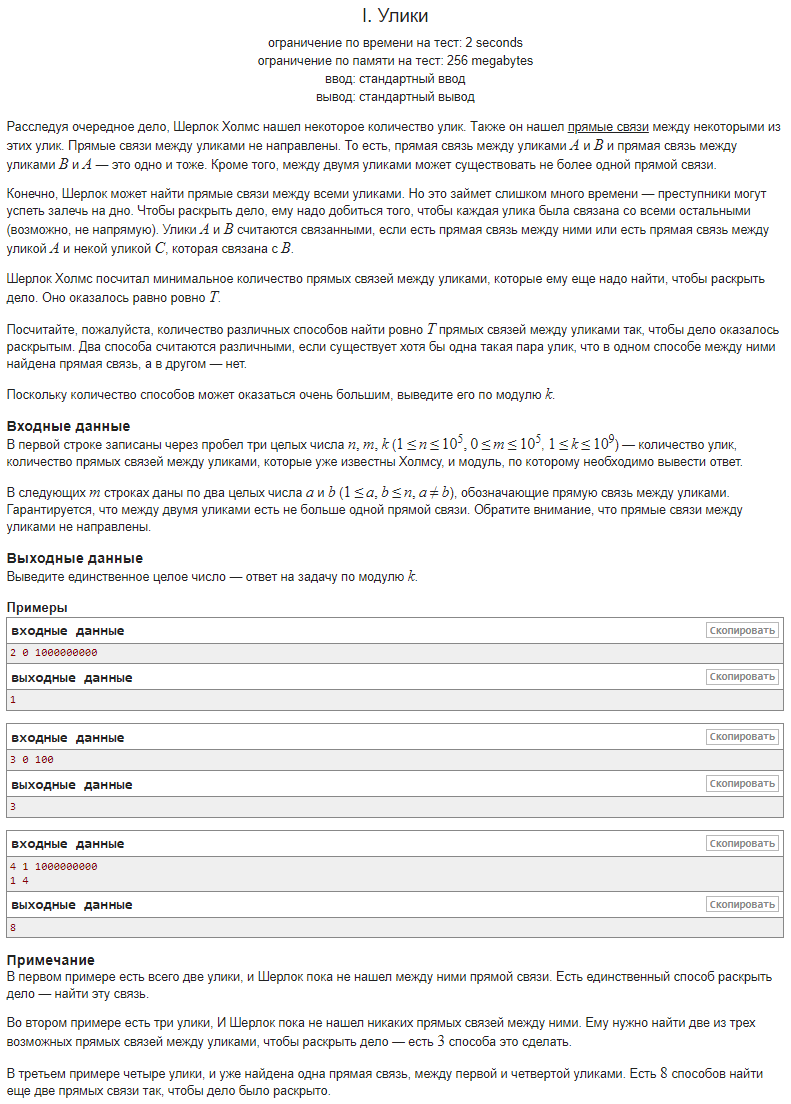 I. Улики
ограничение по времени на тест: 2 seconds
ограничение по памяти на тест: 256 megabytes
ввод: стандартный ввод
вывод: стандартный вывод
Расследуя очередное дело, Шерлок Холмс нашел некоторое количество улик. Также он нашел прямые связи между некоторыми из
этих улик. Прямые связи между уликами не направлены. То есть, прямая связь между уликами A и B и прямая связь между
уликами B и A — это одно и тоже. Кроме того, между двумя уликами может существовать не более одной прямой связи.
Конечно, Шерлок может найти прямые связи между всеми уликами. Но это займет слишком много времени — преступники могут
успеть залечь на дно. Чтобы раскрыть дело, ему надо добиться того, чтобы каждая улика была связана со всеми остальными
(возможно, не напрямую). Улики A и B считаются связанными, если есть прямая связь между ними или есть прямая связь между
уликой A и некой уликой C, которая связана с B.
Шерлок Холмс посчитал минимальное количество прямых связей между уликами, которые ему еще надо найти, чтобы раскрыть
дело. Оно оказалось равно ровно T.
Посчитайте, пожалуйста, количество различных способов найти ровно T прямых связей между уликами так, чтобы дело оказалось
раскрытым. Два способа считаются различными, если существует хотя бы одна такая пара улик, что в одном способе между ними
найдена прямая связь, а в другом — нет.
Поскольку количество способов может оказаться очень большим, выведите его по модулю k.
Входные данные
В первой строке записаны через пробел три целых числа n, m, k (1 ≤ n ≤ 10⁵, 0 ≤ m ≤ 10⁵, 1 ≤ k ≤ 10⁹) — количество улик,
количество прямых связей между уликами, которые уже известны Холмсу, и модуль, по которому необходимо вывести ответ.
В следующих m строках даны по два целых числа a и b (1 ≤ a, b ≤ n, a ≠ b), обозначающие прямую связь между уликами.
Гарантируется, что между двумя уликами есть не больше одной прямой связи. Обратите внимание, что прямые связи между
уликами не направлены.
Выходные данные
Выведите единственное целое число — ответ на задачу по модулю k.
Примеры
входные данные Скопировать
2 0 1000000000
выходные данные Скопировать
1
входные данные Скопировать
3 0 100
выходные данные Скопировать
3
входные данные Скопировать
4 1 1000000000
1 4
выходные данные Скопировать
8
Примечание
В первом примере есть всего две улики, и Шерлок пока не нашел между ними прямой связи. Есть единственный способ раскрыть
дело — найти эту связь.
Во втором примере есть три улики, И Шерлок пока не нашел никаких прямых связей между ними. Ему нужно найти две из трех
возможных прямых связей между уликами, чтобы раскрыть дело — есть 3 способа это сделать.
В третьем примере четыре улики, и уже найдена одна прямая связь, между первой и четвертой уликами. Есть 8 способов найти
еще две прямых связи так, чтобы дело было раскрыто.